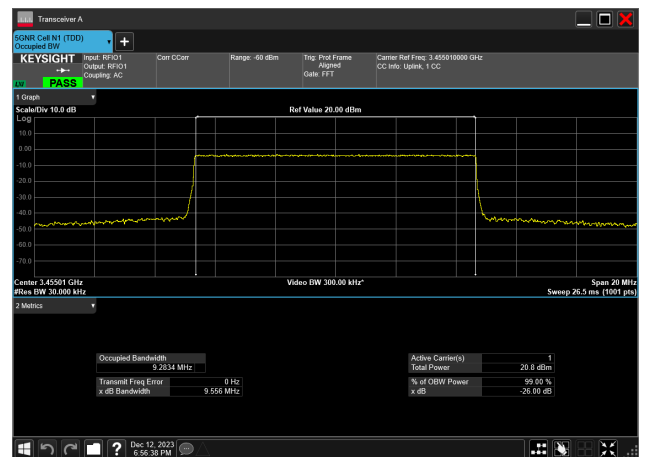 Transceiver A
5GNR Cell N1 (TDD)
Occupied BW
KEYSIGHT
LNI
PASS
Input: RFIO1
Output: RFIO1
Coupling: AC
Corr CCorr
Range: -60 dBm
Trig: Prot Frame
Aligned
Gate: FFT
Carrier Ref Freq: 3.455010000 GHz
CC Info: Uplink, 1 CC
1 Graph
Scale/Div 10.0 dB
Ref Value 20.00 dBm
Log
10.0
0.00
-10.0
-20.0
-30.0
-40.0
-50.0
-60.0
-70.0
Center 3.45501 GHz
Video BW 300.00 kHz*
Span 20 MHz
#Res BW 30.000 kHz
Sweep 26.5 ms (1001 pts)
2 Metrics
Occupied Bandwidth
9.2834 MHz
Transmit Freq Error 0 Hz
x dB Bandwidth 9.556 MHz
Active Carrier(s) 1
Total Power 20.8 dBm
% of OBW Power 99.00 %
x dB -26.00 dB
?
Dec 12, 2023
6:56:38 PM